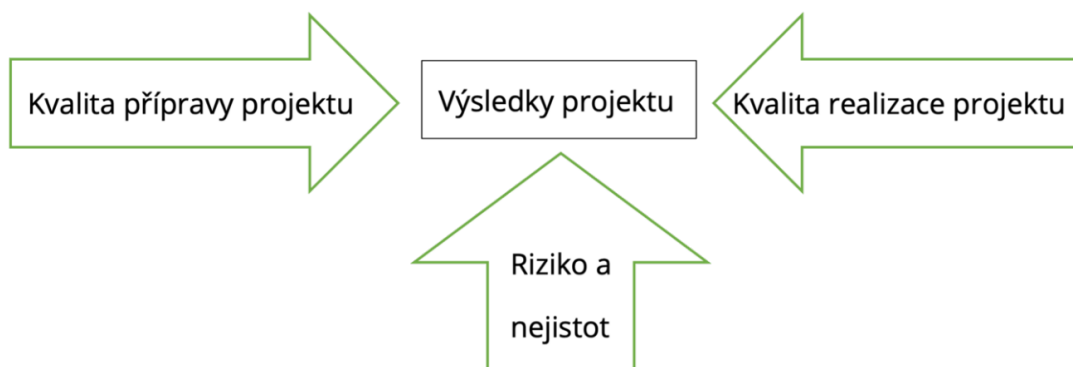 Kvalita přípravy projektu
Výsledky projektu
Kvalita realizace projektu
Riziko a
nejistot